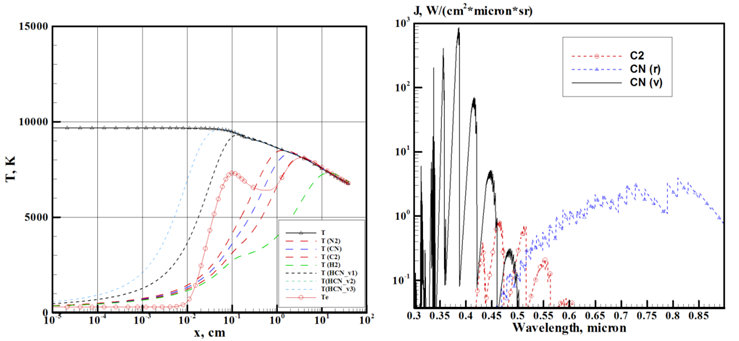 15000
10000
5000
0
T, K
10⁻⁵
10⁻⁴
10⁻³
10⁻²
10⁻¹
10⁰
10¹
10²
x, cm
T
T (N2)
T (CN)
T (C2)
T (H2)
T(HCN_v1)
T(HCN_v2)
T(HCN_v3)
Te
J, W/(cm²*micron*sr)
10³
10²
10¹
10⁰
10⁻¹
C2
CN (r)
CN (v)
0.3
0.35
0.4
0.45
0.5
0.55
0.6
0.65
0.7
0.75
0.8
0.85
Wavelength, micron